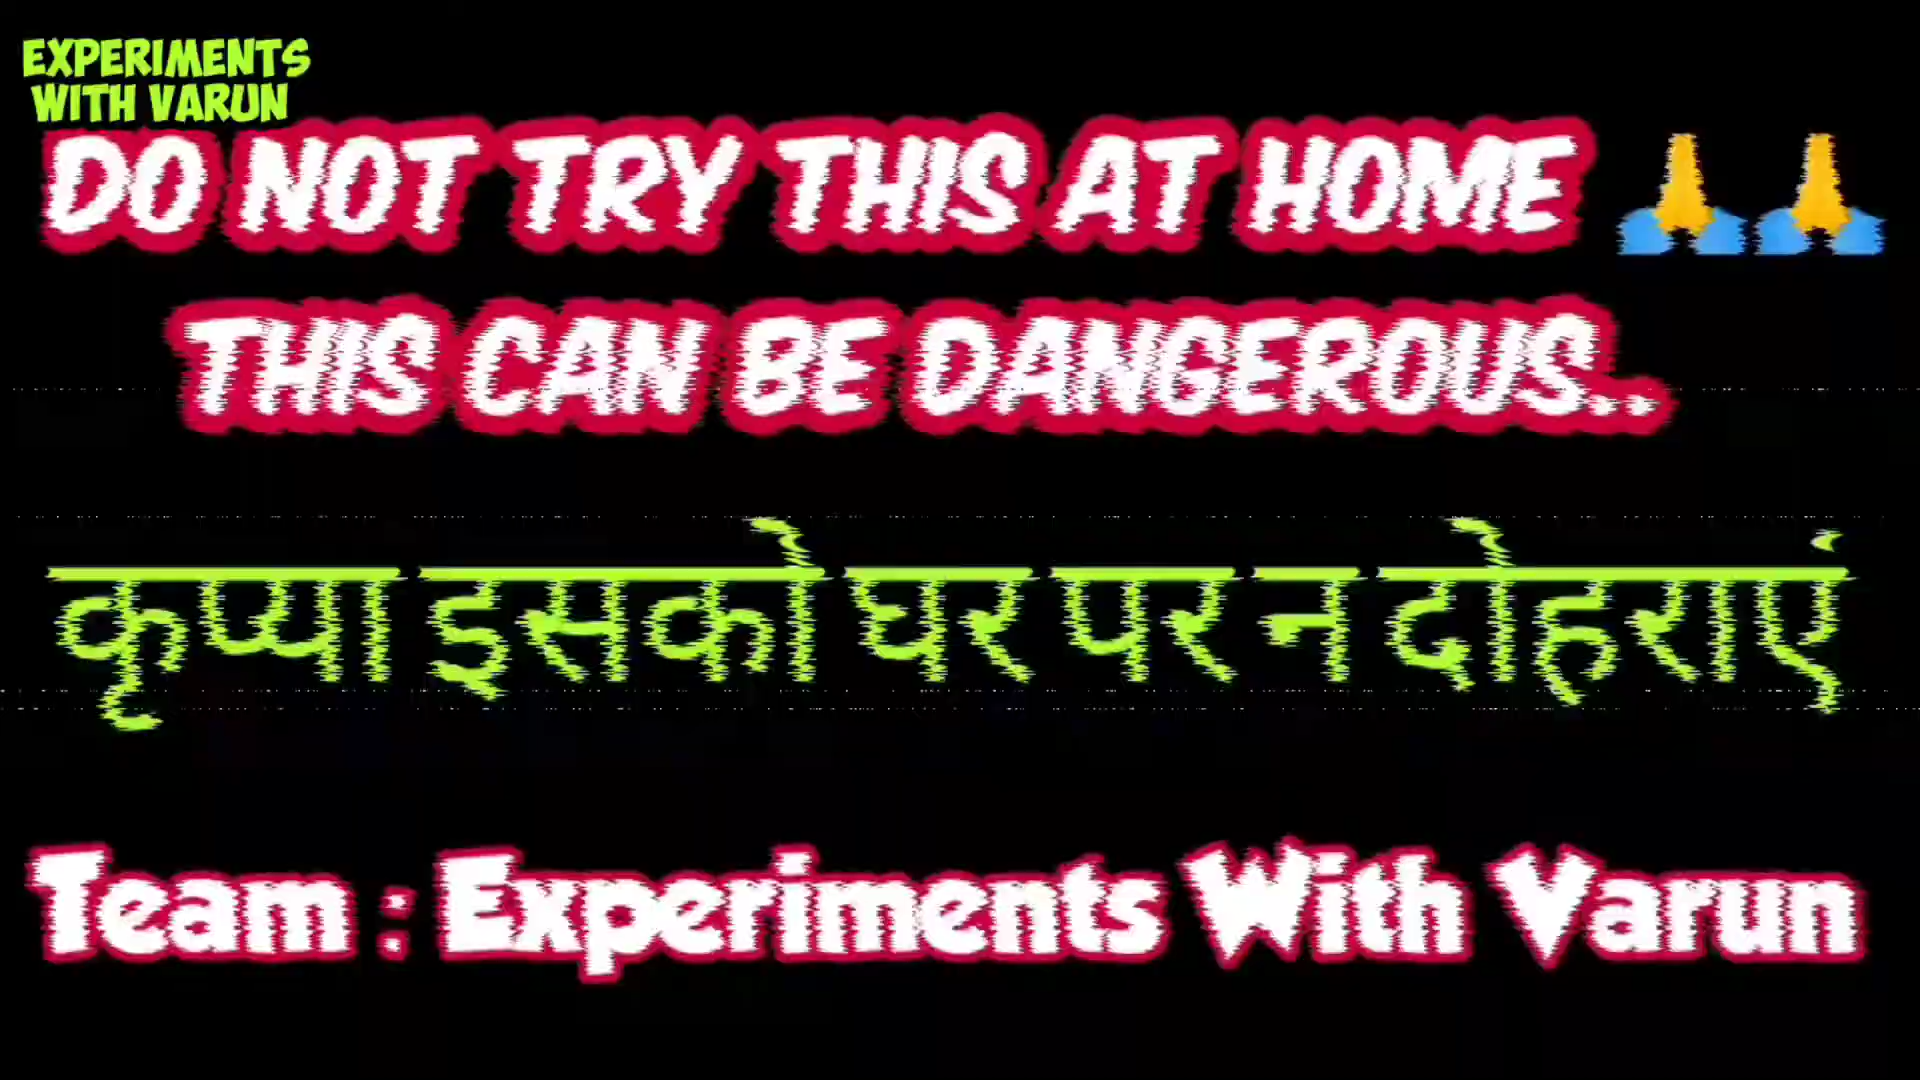 EXPERIMENTS
WITH VARUN
DO NOT TRY THIS AT HOME 🙏🙏
THIS CAN BE DANGEROUS..
कृप्या इसको घर पर न दोहराएं
Team : Experiments With Varun